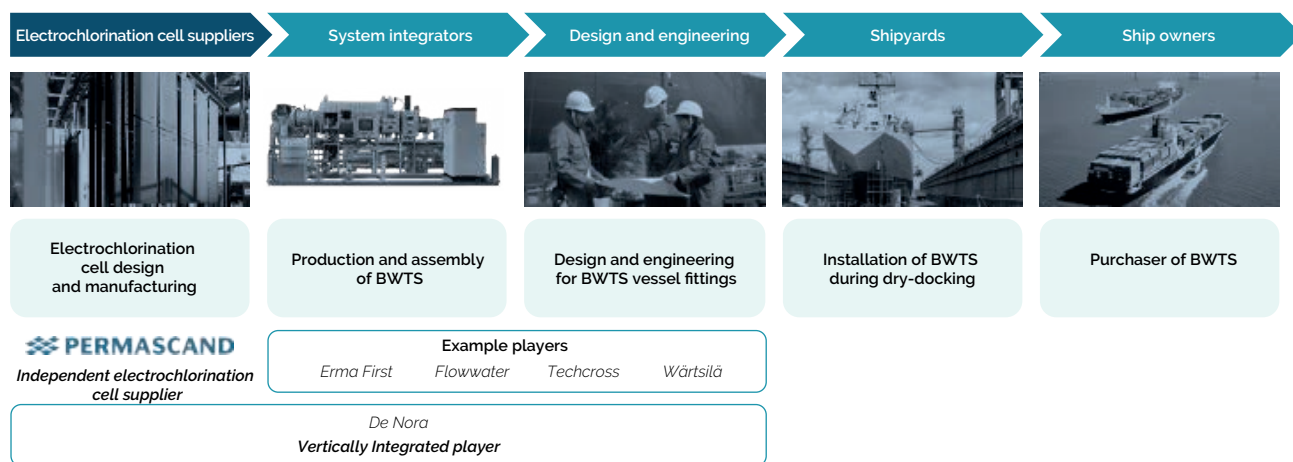 Electrochlorination cell suppliers
System integrators
Design and engineering
Shipyards
Ship owners
Electrochlorination
cell design
and manufacturing
Production and assembly
of BWTS
Design and engineering
for BWTS vessel fittings
Installation of BWTS
during dry-docking
Purchaser of BWTS
PERMASCAND
Independent electrochlorination
cell supplier
Example players
Erma First Flowwater Techcross Wärtsilä
De Nora
Vertically Integrated player